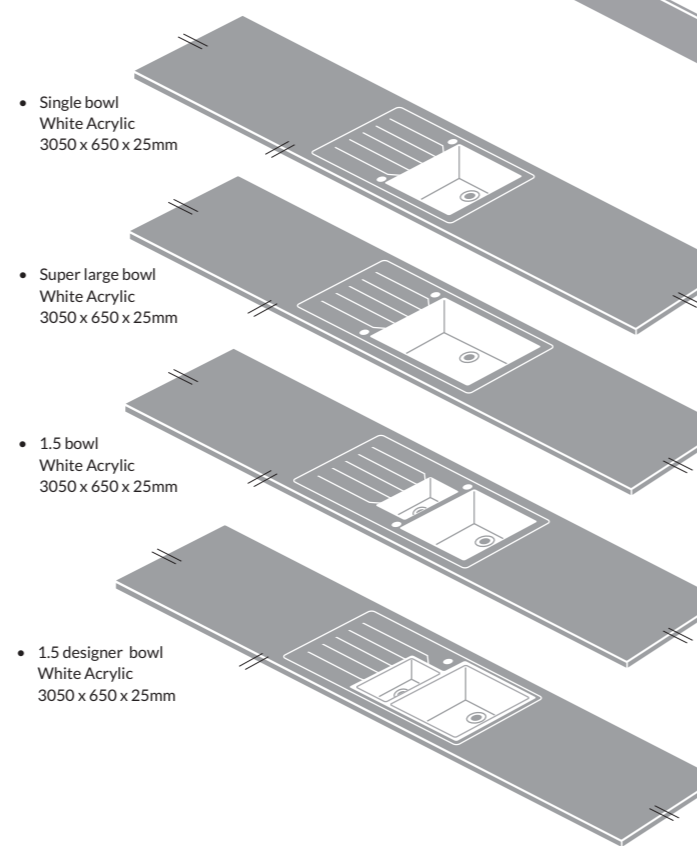 • Single bowl
White Acrylic
3050 x 650 x 25mm
• Super large bowl
White Acrylic
3050 x 650 x 25mm
• 1.5 bowl
White Acrylic
3050 x 650 x 25mm
• 1.5 designer bowl
White Acrylic
3050 x 650 x 25mm